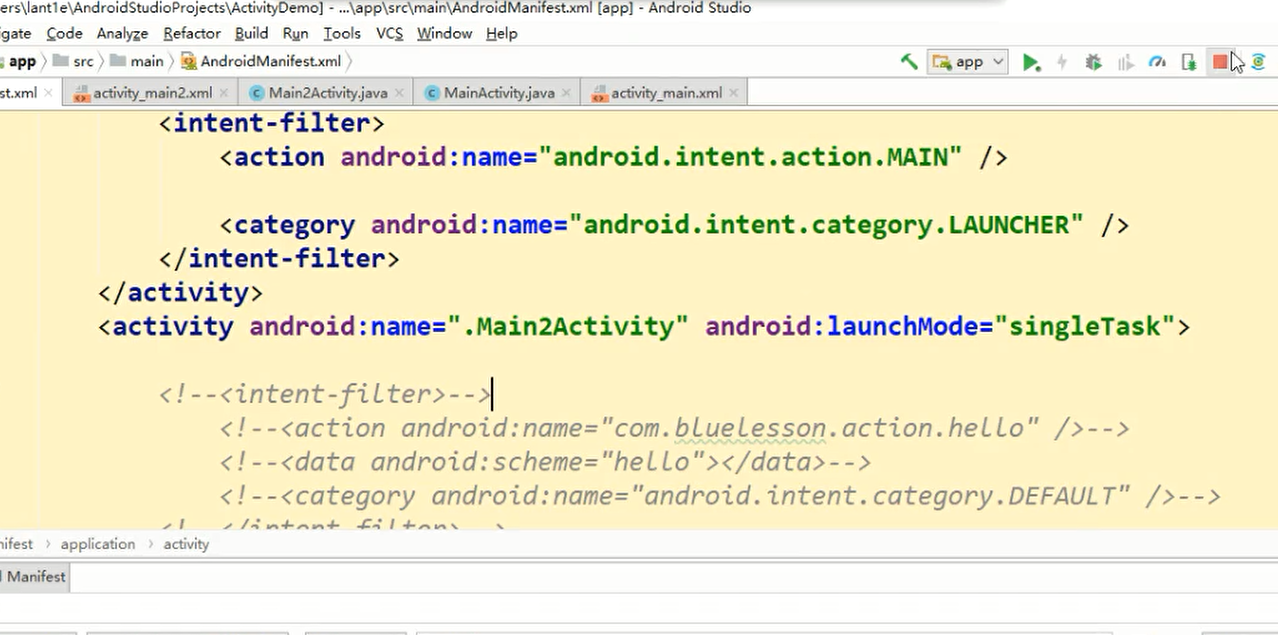 ers\lant1e\AndroidStudioProjects\ActivityDemo] - ...\app\src\main\AndroidManifest.xml [app] - Android Studio
igate Code Analyze Refactor Build Run Tools VCS Window Help
app src main AndroidManifest.xml app
st.xml activity_main2.xml Main2Activity.java MainActivity.java activity_main.xml
<intent-filter>
<action android:name="android.intent.action.MAIN" />
<category android:name="android.intent.category.LAUNCHER" />
</intent-filter>
</activity>
<activity android:name=".Main2Activity" android:launchMode="singleTask">
<!--<intent-filter>-->
<!--<action android:name="com.bluelesson.action.hello" />-->
<!--<data android:scheme="hello"></data>-->
<!--<category android:name="android.intent.category.DEFAULT" />-->
<!--</intent-filter>-->
nifest application activity
Manifest